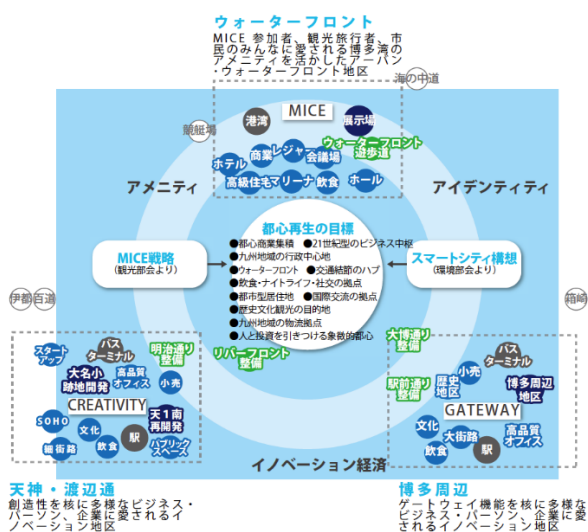 ウォーターフロント
MICE 参加者、観光旅行者、市
民のみんなに愛される博多湾の
アメニティを活かしたアーバン
・ウォーターフロント地区
海の中道
競艇場
MICE
港湾
展示場
ウォーターフロント
遊歩道
商業
レジャー
会議場
ホテル
高級住宅
マリーナ
飲食
ホール
アメニティ
アイデンティティ
都心再生の目標
●都心商業集積 ●21世紀型のビジネス中枢
●九州地域の行政中心地
●ウォーターフロント ●交通結節のハブ
●飲食・ナイトライフ・社交の拠点
●都市型居住地 ●国際交流の拠点
●歴史文化観光の目的地
●九州地域の物流拠点
●人と投資を引きつける象徴的都心
MICE戦略
(観光部会より)
スマートシティ構想
(環境部会より)
伊都
百道
箱崎
スタート
アップ
バス
ターミナル
明治通り
整備
大名小
跡地開発
高品質
オフィス
小売
CREATIVITY
SOHO
文化
天1南
再開発
細街路
飲食
駅
パブリック
スペース
リバーフロント
整備
大博通り
整備
バス
ターミナル
駅前通り
整備
歴史
地区
小売
博多周辺
地区
GATEWAY
文化
大街路
高品質
オフィス
飲食
駅
イノベーション経済
天神・渡辺通
創造性を核に多様なビジネス・
パーソン、企業に愛されるイ
ノベーション地区
博多周辺
ゲートウェイ機能を核に多様な
ビジネス・パーソン、企業に愛
されるイノベーション地区